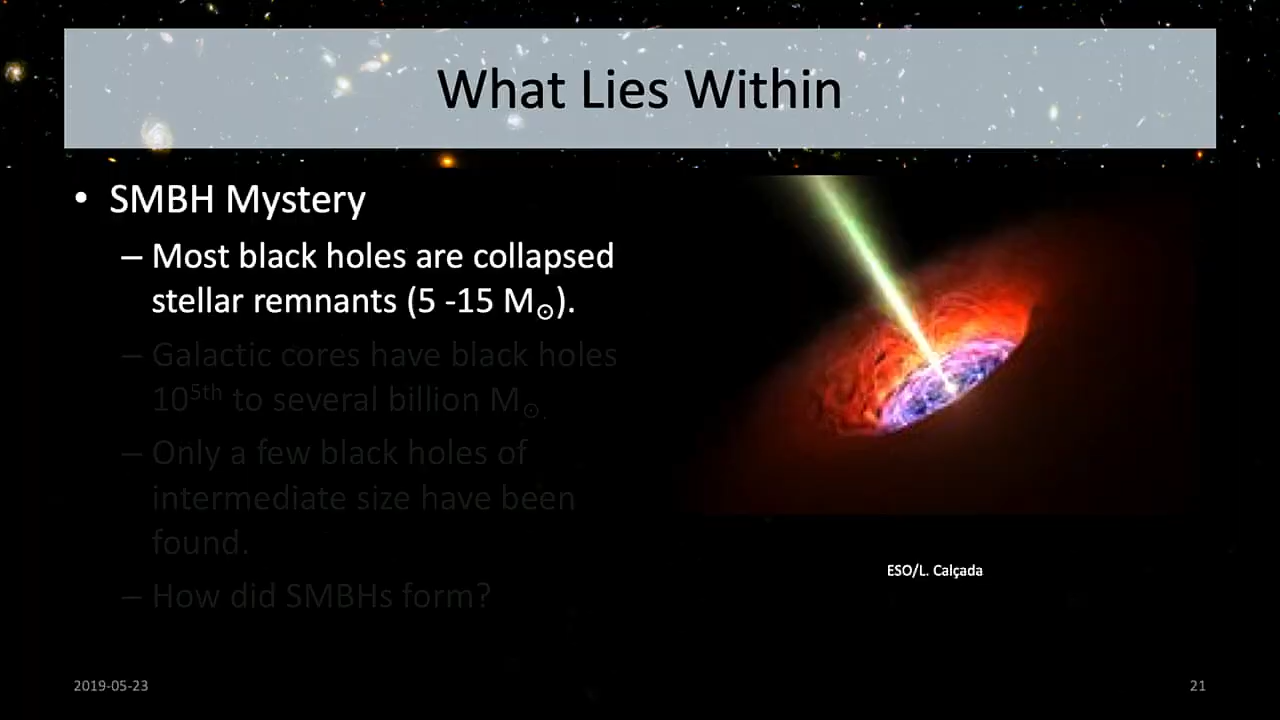 What Lies Within
• SMBH Mystery
– Most black holes are collapsed
stellar remnants (5 -15 M☉).
– Galactic cores have black holes
10^5th to several billion M☉.
– Only a few black holes of
intermediate size have been
found.
– How did SMBHs form?
ESO/L. Calçada
2019-05-23
21